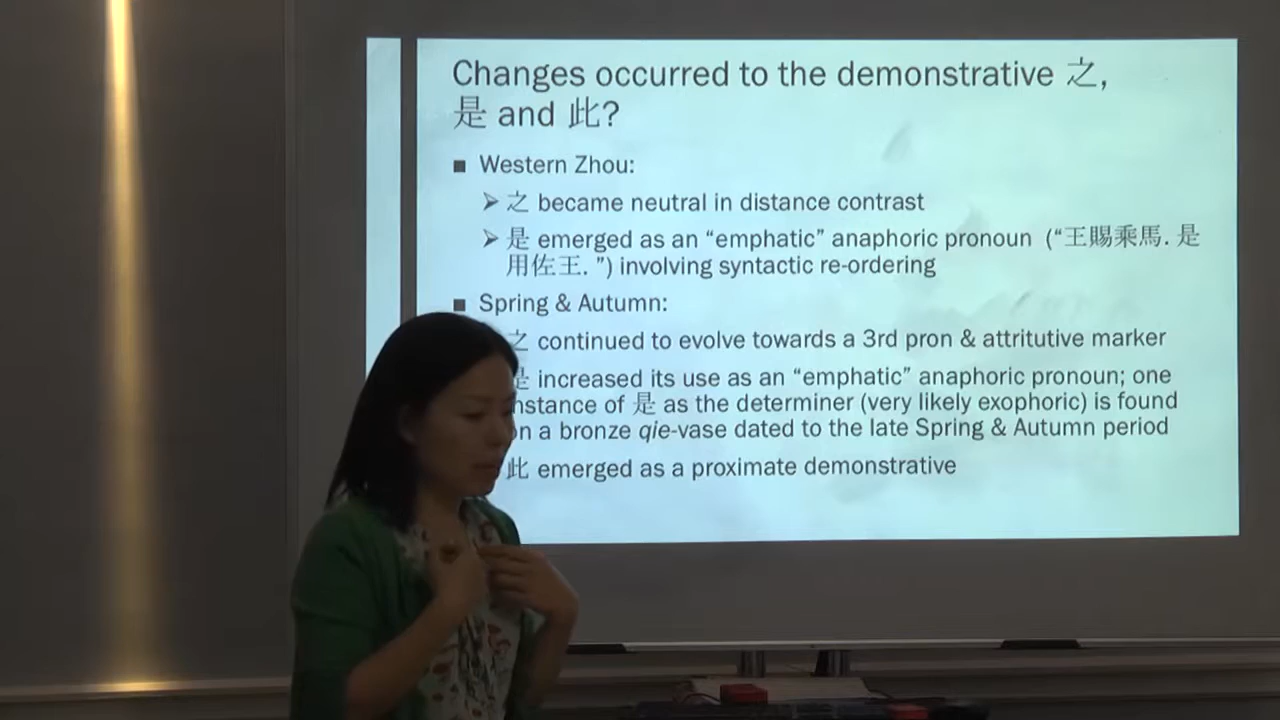 Changes occurred to the demonstrative 之,
是 and 此?
■ Western Zhou:
➢ 之 became neutral in distance contrast
➢ 是 emerged as an “emphatic” anaphoric pronoun (“王賜乘馬. 是
用佐王. ”) involving syntactic re-ordering
■ Spring & Autumn:
之 continued to evolve towards a 3rd pron & attritutive marker
是 increased its use as an “emphatic” anaphoric pronoun; one
nstance of 是 as the determiner (very likely exophoric) is found
on a bronze qie-vase dated to the late Spring & Autumn period
此 emerged as a proximate demonstrative